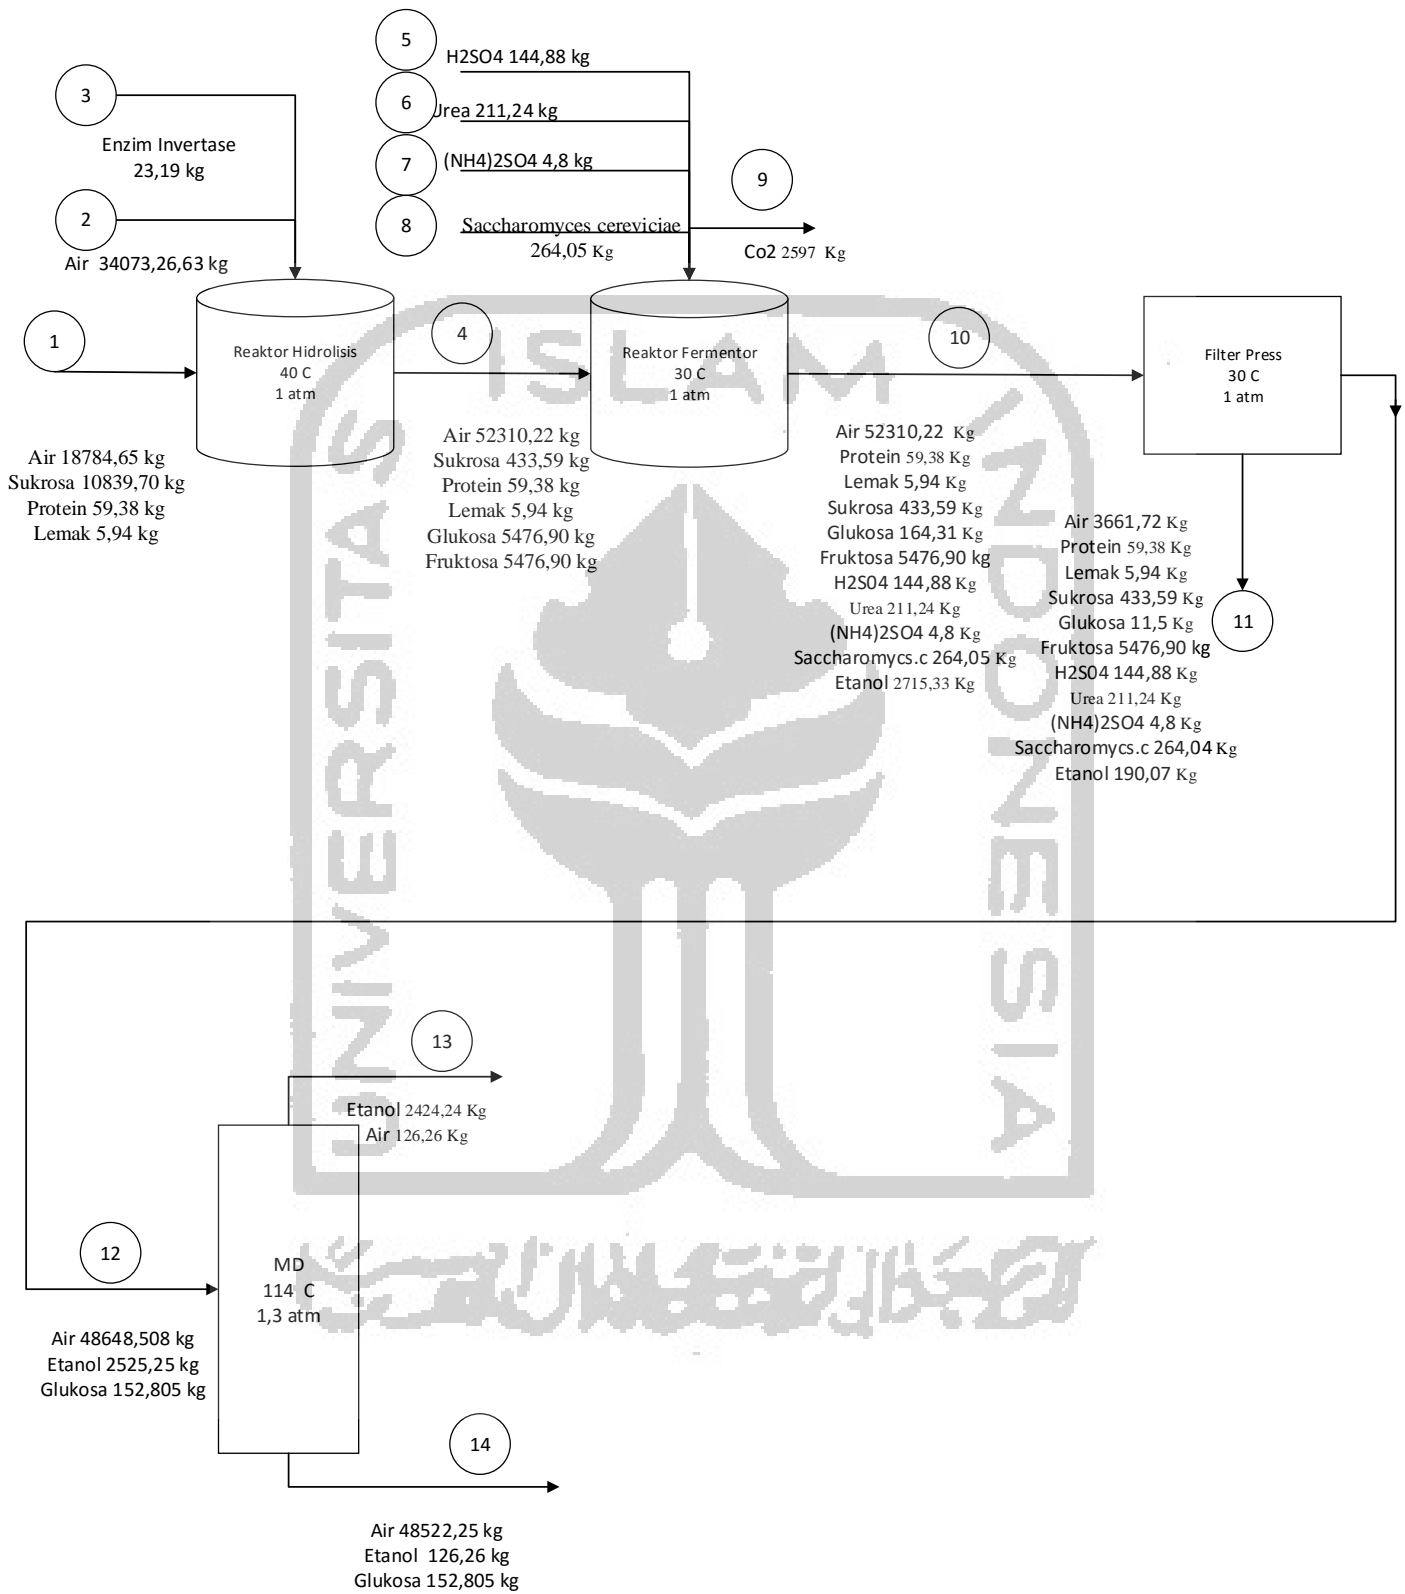 5
H2SO4 144,88 kg
3
6
Urea 211,24 kg
Enzim Invertase
23,19 kg
7
(NH4)2SO4 4,8 kg
9
2
8
Saccharomyces cereviciae
264,05 Kg
Co2 2597 Kg
Air 34073,26,63 kg
1
Reaktor Hidrolisis
40 C
1 atm
4
Reaktor Fermentor
30 C
1 atm
10
Filter Press
30 C
1 atm
Air 18784,65 kg
Sukrosa 10839,70 kg
Protein 59,38 kg
Lemak 5,94 kg
Air 52310,22 kg
Sukrosa 433,59 kg
Protein 59,38 kg
Lemak 5,94 kg
Glukosa 5476,90 kg
Fruktosa 5476,90 kg
Air 52310,22 Kg
Protein 59,38 Kg
Lemak 5,94 Kg
Sukrosa 433,59 Kg
Glukosa 164,31 Kg
Fruktosa 5476,90 kg
H2S04 144,88 Kg
Urea 211,24 Kg
(NH4)2SO4 4,8 Kg
Saccharomycs.c 264,05 Kg
Etanol 2715,33 Kg
Air 3661,72 Kg
Protein 59,38 Kg
Lemak 5,94 Kg
Sukrosa 433,59 Kg
Glukosa 11,5 Kg
Fruktosa 5476,90 kg
H2S04 144,88 Kg
Urea 211,24 Kg
(NH4)2SO4 4,8 Kg
Saccharomycs.c 264,04 Kg
Etanol 190,07 Kg
11
UNIVERSITAS
ISLAM
INDONESIA
13
Etanol 2424,24 Kg
Air 126,26 Kg
12
MD
114 C
1,3 atm
Air 48648,508 kg
Etanol 2525,25 kg
Glukosa 152,805 kg
14
Air 48522,25 kg
Etanol 126,26 kg
Glukosa 152,805 kg